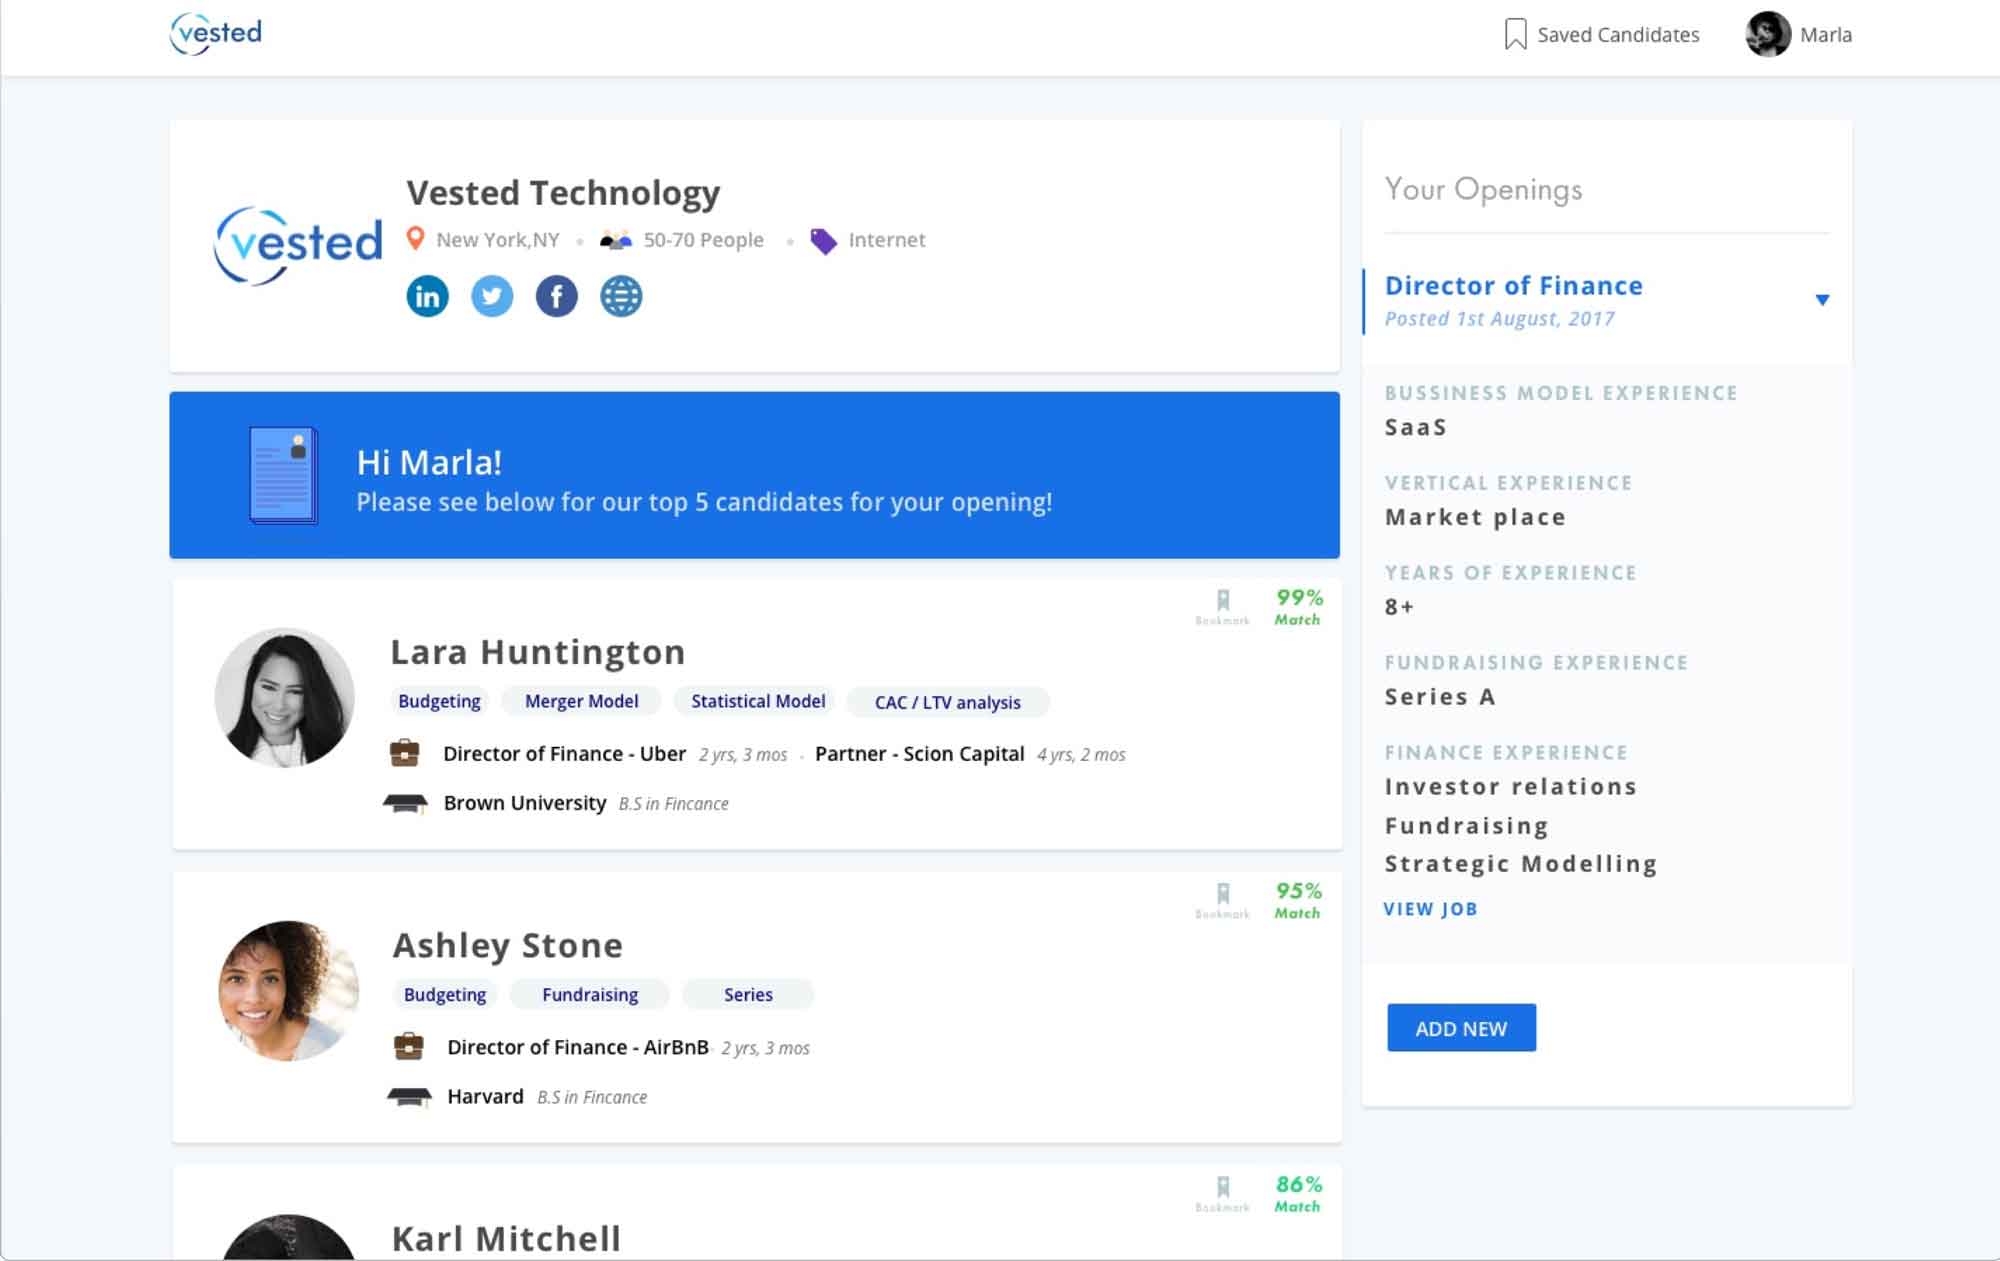 vested
Saved Candidates
Marla
vested
Vested Technology
New York,NY • 50-70 People • Internet
in f
Hi Marla!
Please see below for our top 5 candidates for your opening!
Bookmark
99%
Match
Lara Huntington
Budgeting Merger Model Statistical Model CAC / LTV analysis
Director of Finance - Uber 2 yrs, 3 mos • Partner - Scion Capital 4 yrs, 2 mos
Brown University B.S in Fincance
Bookmark
95%
Match
Ashley Stone
Budgeting Fundraising Series
Director of Finance - AirBnB 2 yrs, 3 mos
Harvard B.S in Fincance
Bookmark
86%
Match
Karl Mitchell
Your Openings
Director of Finance
Posted 1st August, 2017
BUSSINESS MODEL EXPERIENCE
SaaS
VERTICAL EXPERIENCE
Market place
YEARS OF EXPERIENCE
8+
FUNDRAISING EXPERIENCE
Series A
FINANCE EXPERIENCE
Investor relations
Fundraising
Strategic Modelling
VIEW JOB
ADD NEW